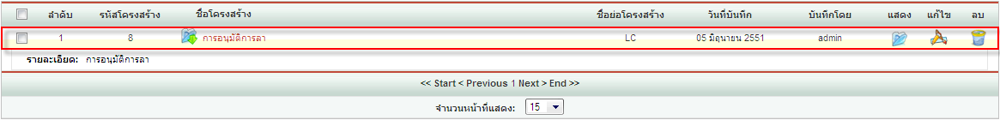 ลำดับ รหัสโครงสร้าง ชื่อโครงสร้าง ชื่อย่อโครงสร้าง วันที่บันทึก บันทึกโดย แสดง แก้ไข ลบ
1 8 การอนุมัติการลา LC 05 มิถุนายน 2551 admin
รายละเอียด: การอนุมัติการลา
<< Start < Previous 1 Next > End >>
จำนวนหน้าที่แสดง: 15